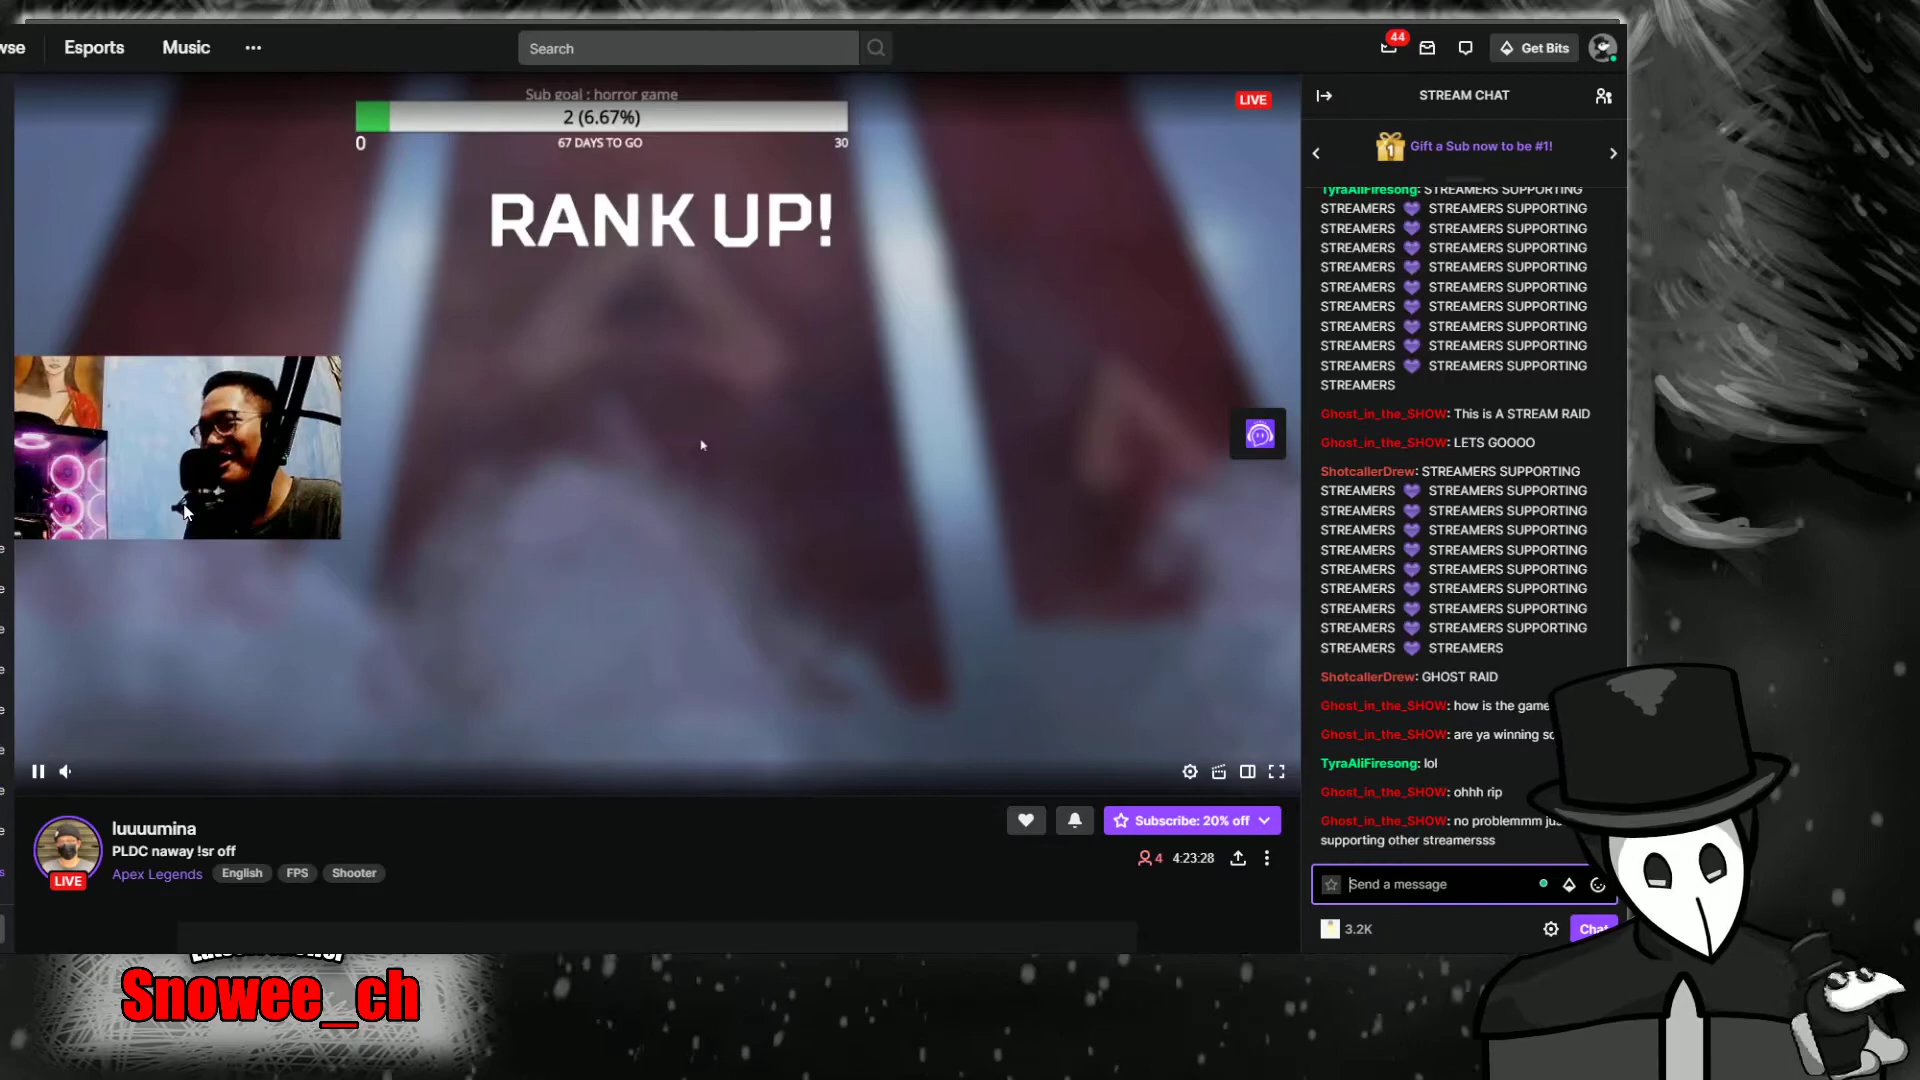 wse
Esports
Music
Search
44
Get Bits
Sub goal : horror game
2 (6.67%)
0
67 DAYS TO GO
30
LIVE
RANK UP!
STREAM CHAT
1
Gift a Sub now to be #1!
TyraAliFiresong: STREAMERS SUPPORTING
STREAMERS 💜 STREAMERS SUPPORTING
STREAMERS 💜 STREAMERS SUPPORTING
STREAMERS 💜 STREAMERS SUPPORTING
STREAMERS 💜 STREAMERS SUPPORTING
STREAMERS 💜 STREAMERS SUPPORTING
STREAMERS 💜 STREAMERS SUPPORTING
STREAMERS 💜 STREAMERS SUPPORTING
STREAMERS 💜 STREAMERS SUPPORTING
STREAMERS 💜 STREAMERS SUPPORTING
STREAMERS
Ghost_in_the_SHOW: This is A STREAM RAID
Ghost_in_the_SHOW: LETS GOOOO
ShotcallerDrew: STREAMERS SUPPORTING
STREAMERS 💜 STREAMERS SUPPORTING
STREAMERS 💜 STREAMERS SUPPORTING
STREAMERS 💜 STREAMERS SUPPORTING
STREAMERS 💜 STREAMERS SUPPORTING
STREAMERS 💜 STREAMERS SUPPORTING
STREAMERS 💜 STREAMERS SUPPORTING
STREAMERS 💜 STREAMERS SUPPORTING
STREAMERS 💜 STREAMERS SUPPORTING
STREAMERS 💜 STREAMERS
ShotcallerDrew: GHOST RAID
Ghost_in_the_SHOW: how is the game
Ghost_in_the_SHOW: are ya winning
TyraAliFiresong: lol
Ghost_in_the_SHOW: ohhh rip
Ghost_in_the_SHOW: no problemmm
supporting other streamersss
Send a message
3.2K
Chat
luuuumina
PLDC naway !sr off
Apex Legends
English
FPS
Shooter
LIVE
Subscribe: 20% off
4
4:23:28
Snowee_ch